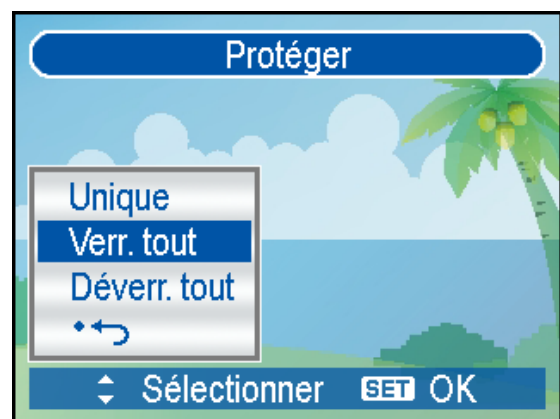 Protéger
Unique
Verr. tout
Déverr. tout
Sélectionner SET OK